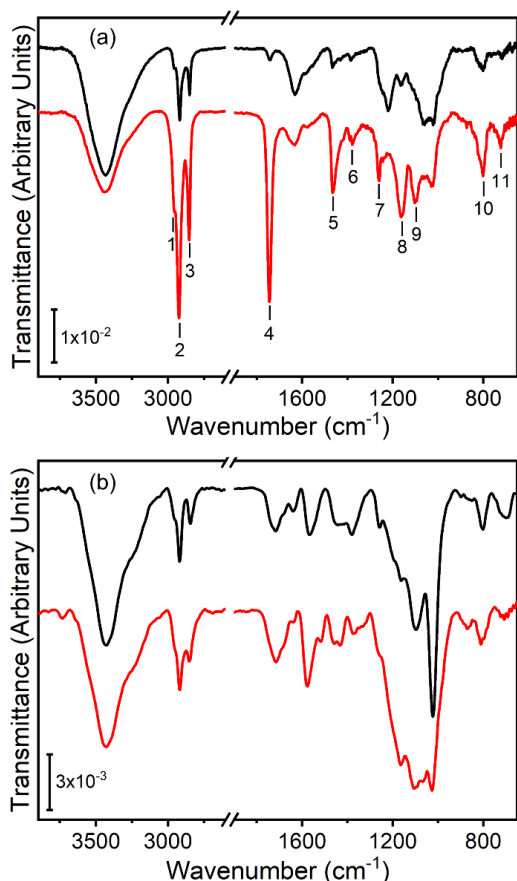 (a)
Transmittance (Arbitrary Units)
1
2
3
4
5
6
7
8
9
10
11
1x10⁻²
3500 3000 1600 1200 800
Wavenumber (cm⁻¹)
(b)
Transmittance (Arbitrary Units)
3x10⁻³
3500 3000 1600 1200 800
Wavenumber (cm⁻¹)